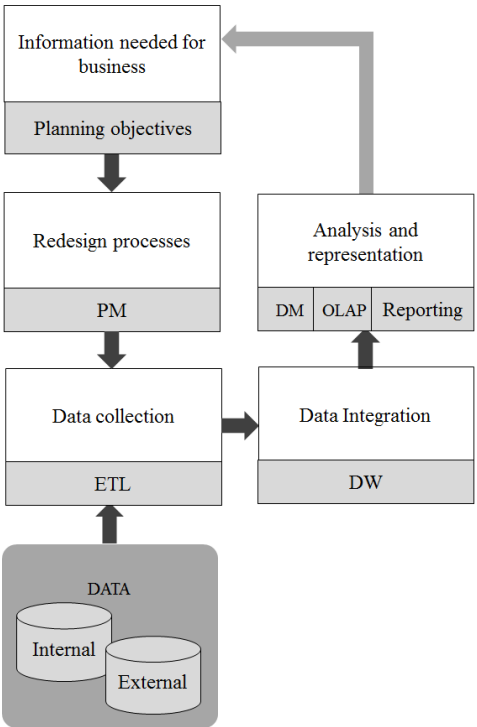 Information needed for
business
Planning objectives
Redesign processes
PM
Analysis and
representation
DM
OLAP
Reporting
Data collection
ETL
Data Integration
DW
DATA
Internal
External